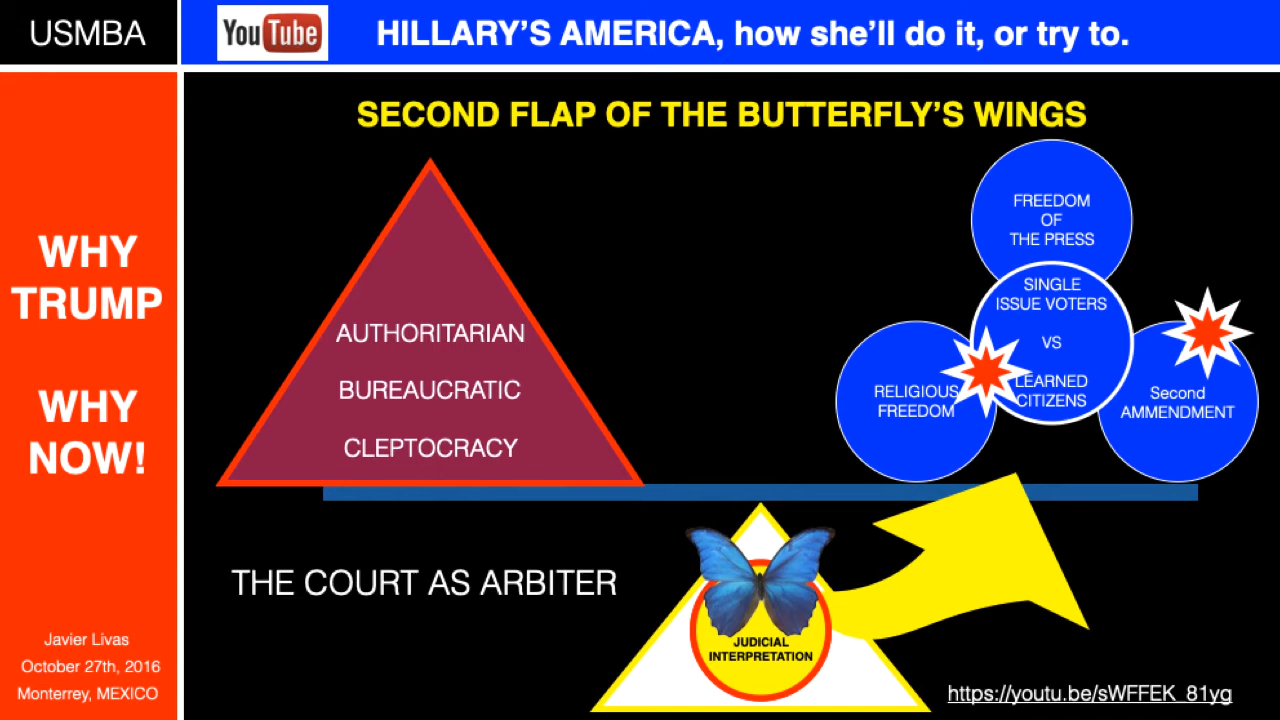 USMBA
YouTube
HILLARY'S AMERICA, how she'll do it, or try to.
SECOND FLAP OF THE BUTTERFLY'S WINGS
WHY
TRUMP
WHY
NOW!
Javier Livas
October 27th, 2016
Monterrey, MEXICO
AUTHORITARIAN
BUREAUCRATIC
CLEPTOCRACY
FREEDOM
OF
THE PRESS
SINGLE
ISSUE VOTERS
VS
LEARNED
CITIZENS
RELIGIOUS
FREEDOM
Second
AMMENDMENT
THE COURT AS ARBITER
JUDICIAL
INTERPRETATION
https://youtu.be/sWFFEK_81yg